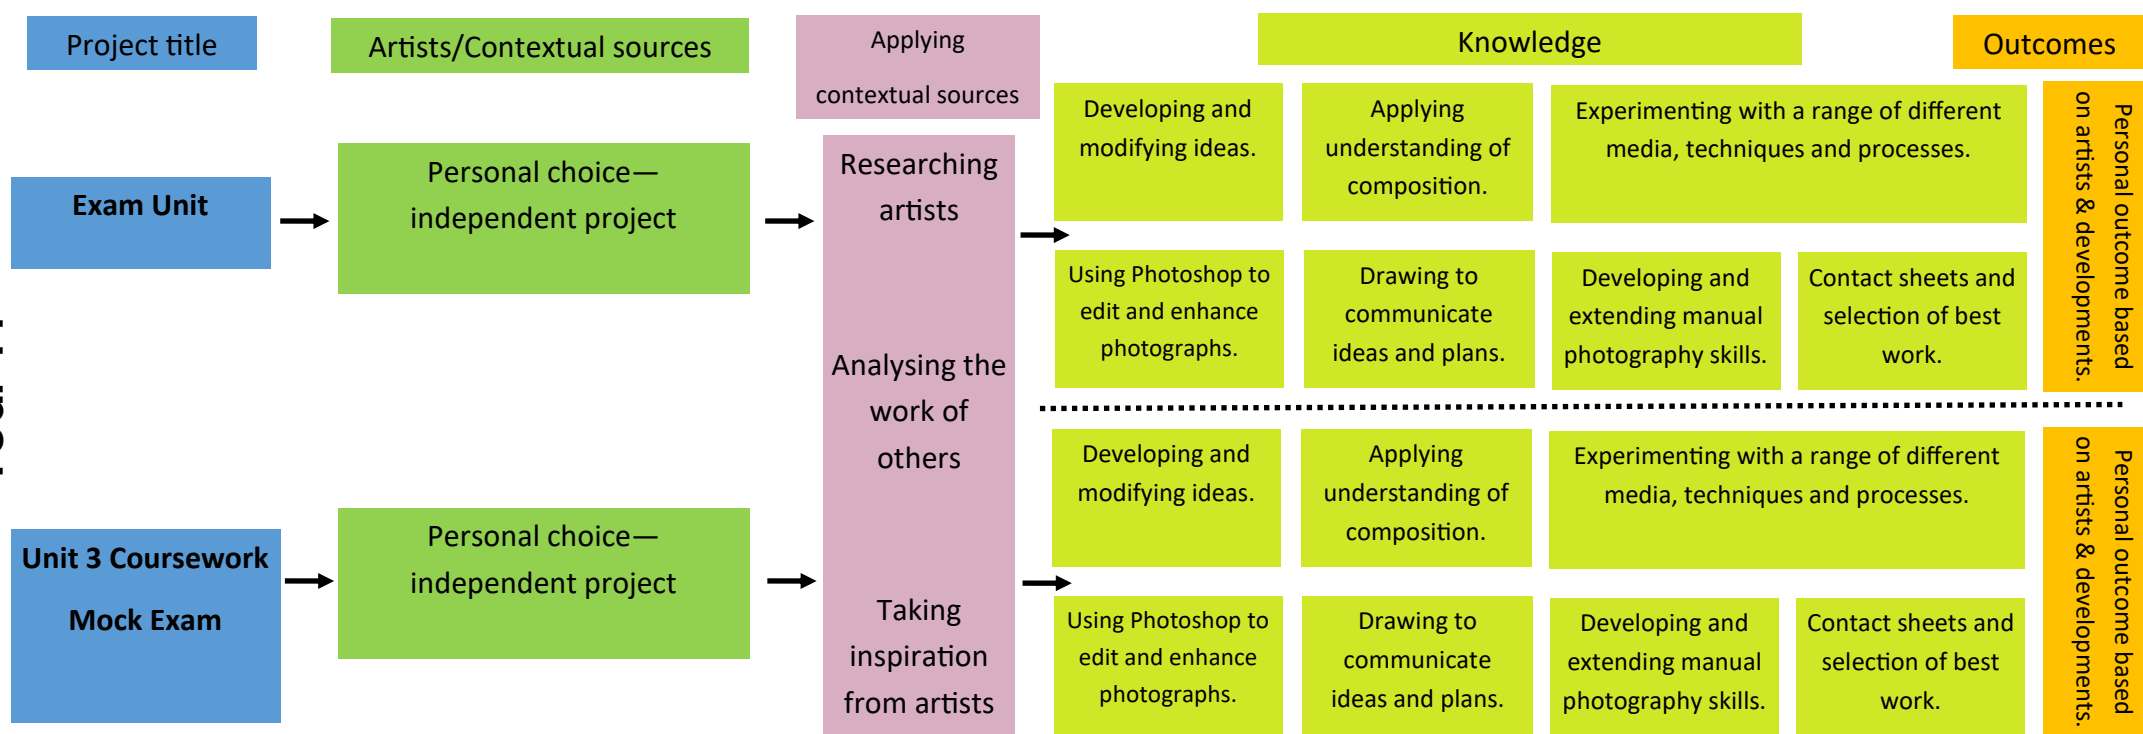 Project title
Artists/Contextual sources
Applying
contextual sources
Knowledge
Outcomes
Exam Unit
Personal choice—
independent project
Researching
artists
Analysing the
work of
others
Taking
inspiration
from artists
Developing and
modifying ideas.
Applying
understanding of
composition.
Experimenting with a range of different
media, techniques and processes.
Using Photoshop to
edit and enhance
photographs.
Drawing to
communicate
ideas and plans.
Developing and
extending manual
photography skills.
Contact sheets and
selection of best
work.
Personal outcome based
on artists & developments.
Unit 3 Coursework
Mock Exam
Personal choice—
independent project
Developing and
modifying ideas.
Applying
understanding of
composition.
Experimenting with a range of different
media, techniques and processes.
Using Photoshop to
edit and enhance
photographs.
Drawing to
communicate
ideas and plans.
Developing and
extending manual
photography skills.
Contact sheets and
selection of best
work.
Personal outcome based
on artists & developments.